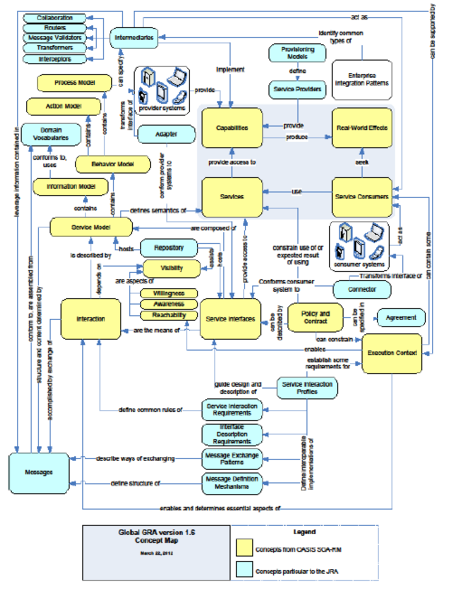 act as
Collaboration
Routers
Message Validators
Transformers
Interceptors
Intermediaries
identify common
types of
Provisioning
Models
Enterprise
Integration Patterns
can specify
implement
define
Process Model
provide
provider systems
Service Providers
Action Model
contains
transforms
interface of
Capabilities
provide
produce
Real-World Effects
Domain
Vocabularies
Adapter
leverage information contained in
conforms to,
uses
contains
Behavior Model
conform provider
systems to
provide access to
seek
Information Model
contains
contains
Services
use
Service Consumers
Service Model
defines semantics of
are composed of
act as
is described by
hosts
Repository
assists
hosts
provide access to
constrain use of or
expected result
of using
consumer systems
can contain some
depends on
Visibility
Transforms interface of
are aspects of
Conforms consumer
system to
Connector
Willingness
Awareness
Reachability
Interaction
are the means of
Service Interfaces
can be
described by
Policy and
Contract
can be
specified in
Agreement
can constrain
enables
Execution Context
establish some
requirements for
conform to, are assembled from
structure and content determined by
accomplished by exchange of
guide design and
description of
Service Interaction
Profiles
define common rules of
Service Interaction
Requirements
Interface
Description
Requirements
Define interoperable
implementations of
Messages
describe ways of exchanging
Message Exchange
Patterns
define structure of
Message Definition
Mechanisms
enables and determines essential aspects of
Global GRA version 1.6
Concept Map
Legend
Concepts from OASIS SOA-RM
Concepts particular to the JRA